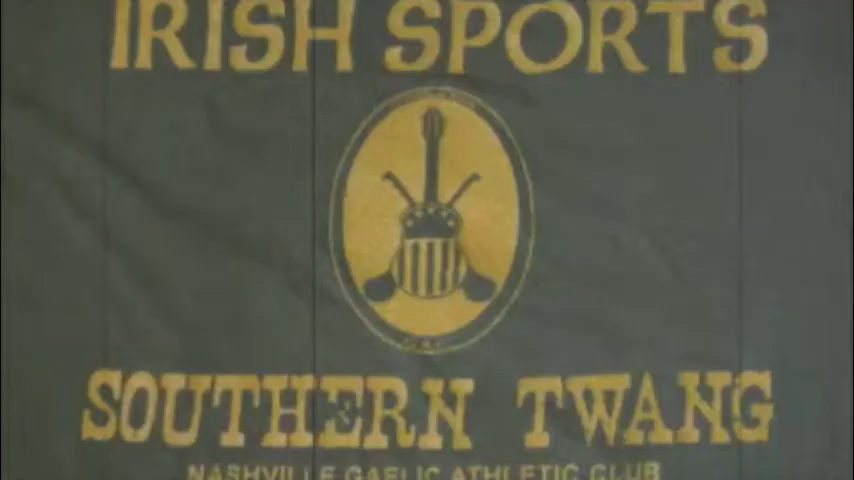 IRISH SPORTS
SOUTHERN TWANG
NASHVILLE GAELIC ATHLETIC CLUB